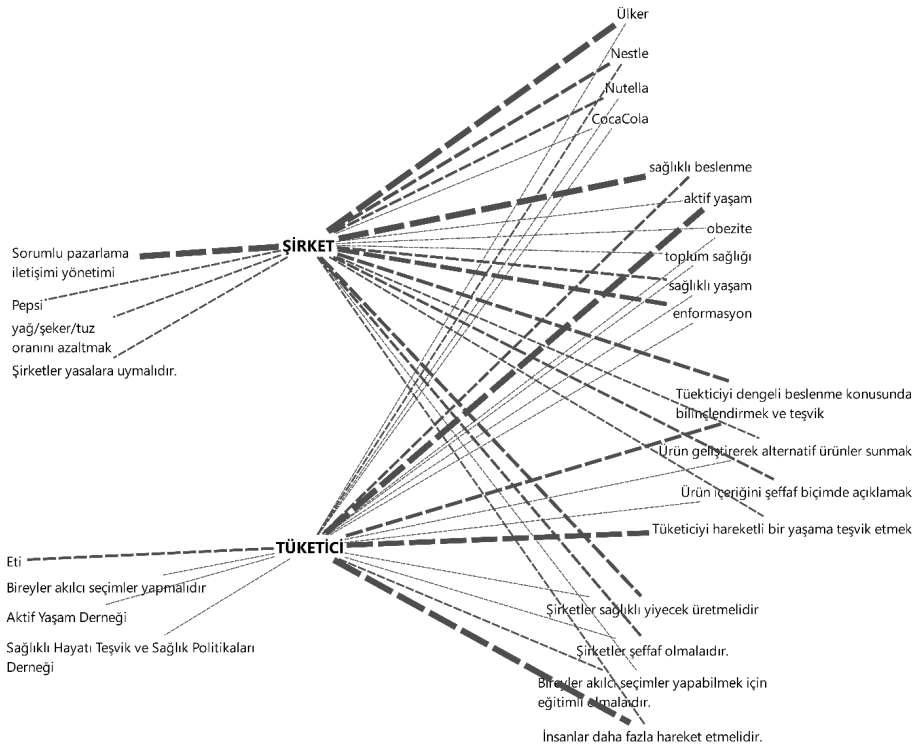 Ülker
Nestle
Nutella
CocaCola
sağlıklı beslenme
aktif yaşam
obezite
toplum sağlığı
sağlıklı yaşam
enformasyon
ŞİRKET
Sorumlu pazarlama
iletişimi yönetimi
Pepsi
yağ/şeker/tuz
oranını azaltmak
Şirketler yasalara uymalıdır.
Tüekticiyi dengeli beslenme konusunda
bilinçlendirmek ve teşvik
Ürün geliştirerek alternatif ürünler sunmak
Ürün içeriğini şeffaf biçimde açıklamak
Tüketiciyi hareketli bir yaşama teşvik etmek
TÜKETİCİ
Eti
Bireyler akılcı seçimler yapmalıdır
Aktif Yaşam Derneği
Sağlıklı Hayatı Teşvik ve Sağlık Politikaları
Derneği
Şirketler sağlıklı yiyecek üretmelidir
Şirketler şeffaf olmalaıdır.
Bireyler akılcı seçimler yapabilmek için
eğitimli olmalaıdır.
İnsanlar daha fazla hareket etmelidir.